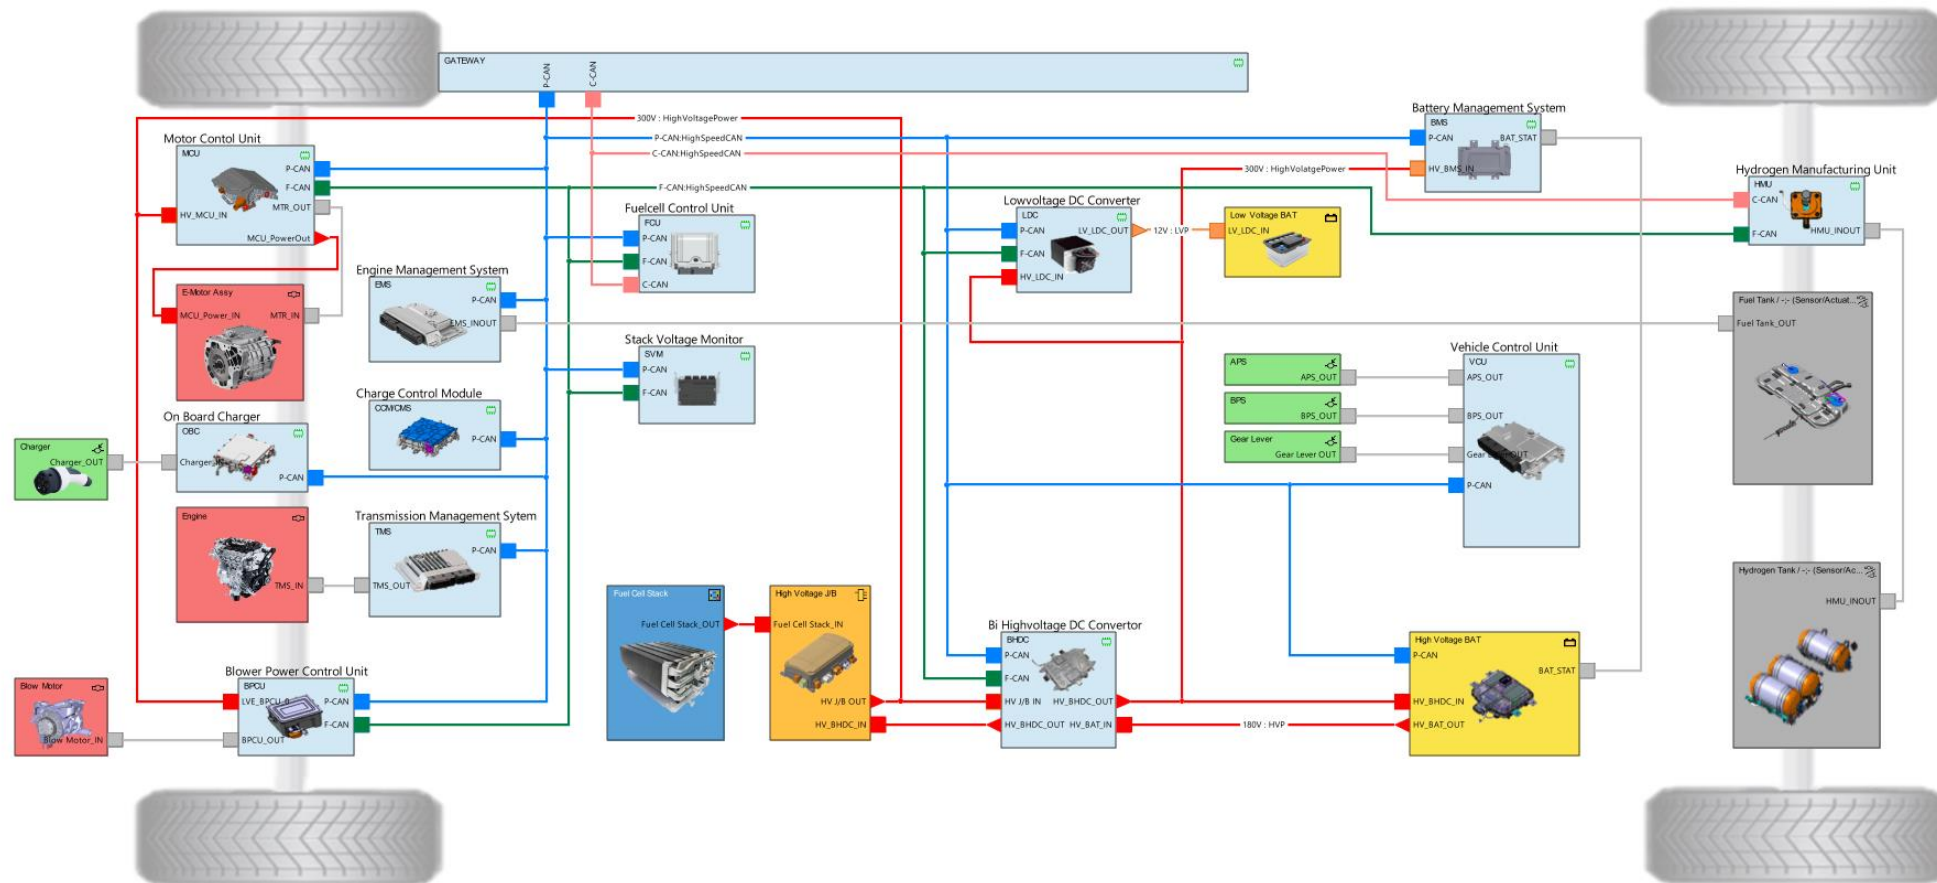 GATEWAY
P-CAN
C-CAN
300V : HighVoltagePower
P-CAN:HighSpeedCAN
C-CAN:HighSpeedCAN
F-CAN:HighSpeedCAN
300V : HighVolatgePower
Motor Contol Unit
MCU
P-CAN
F-CAN
MTR_OUT
HV_MCU_IN
MCU_PowerOut
E-Motor Assy
MCU_Power_IN
MTR_IN
On Board Charger
OBC
P-CAN
Charger
Charger_OUT
Engine
TMS_IN
Blow Motor
Blow Motor_IN
Blower Power Control Unit
BPCU
P-CAN
F-CAN
BPCU_OUT
Engine Management System
EMS
P-CAN
EMS_INOUT
Charge Control Module
CCM/CMS
P-CAN
Transmission Management Sytem
TMS
P-CAN
TMS_OUT
Fuelcell Control Unit
FCU
P-CAN
F-CAN
C-CAN
Stack Voltage Monitor
SVM
P-CAN
F-CAN
Fuel Cell Stack
Fuel Cell Stack_OUT
High Voltage J/B
Fuel Cell Stack_IN
HV J/B OUT
HV_BHDC_IN
Lowvoltage DC Converter
LDC
P-CAN
LV_LDC_OUT
F-CAN
HV_LDC_IN
12V : LVP
Low Voltage BAT
LV_LDC_IN
Bi Highvoltage DC Convertor
BHDC
P-CAN
F-CAN
HV J/B IN
HV_BHDC_OUT
HV_BHDC_OUT
HV_BAT_IN
180V : HVP
High Voltage BAT
P-CAN
BAT_STAT
HV_BHDC_IN
HV_BAT_OUT
Battery Management System
BMS
P-CAN
BAT_STAT
HV_BMS_IN
APS
APS_OUT
BPS
BPS_OUT
Gear Lever
Gear Lever OUT
Vehicle Control Unit
VCU
APS_OUT
BPS_OUT
P-CAN
Hydrogen Manufacturing Unit
HMU
C-CAN
HMU_INOUT
F-CAN
Fuel Tank / -:- (Sensor/Actuat...
Fuel Tank_OUT
Hydrogen Tank / -:- (Sensor/Ac...
HMU_INOUT